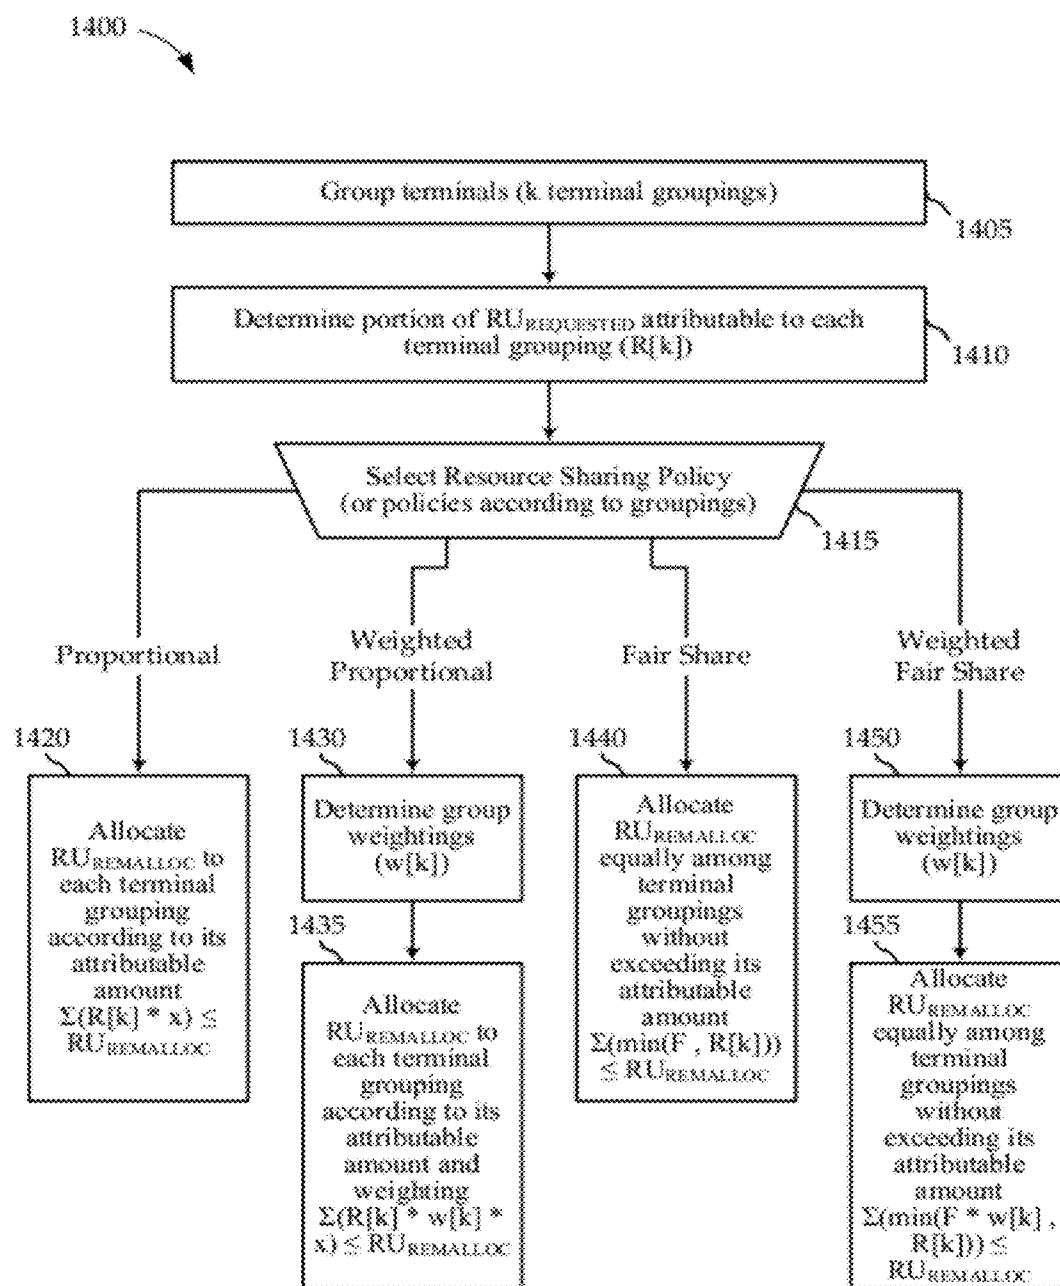 1400
Group terminals (k terminal groupings)
1405
Determine portion of RU_REQUESTED attributable to each
terminal grouping (R[k])
1410
Select Resource Sharing Policy
(or policies according to groupings)
1415
Proportional
Weighted
Proportional
Fair Share
Weighted
Fair Share
1420
Allocate
RU_REMALLOC to
each terminal
grouping
according to its
attributable
amount
Σ(R[k] * x) ≤
RU_REMALLOC
1430
Determine group
weightings
(w[k])
1435
Allocate
RU_REMALLOC to
each terminal
grouping
according to its
attributable
amount and
weighting
Σ(R[k] * w[k] *
x) ≤ RU_REMALLOC
1440
Allocate
RU_REMALLOC
equally among
terminal
groupings
without
exceeding its
attributable
amount
Σ(min(F , R[k]))
≤ RU_REMALLOC
1450
Determine group
weightings
(w[k])
1455
Allocate
RU_REMALLOC
equally among
terminal
groupings
without
exceeding its
attributable
amount
Σ(min(F * w[k] ,
R[k])) ≤
RU_REMALLOC